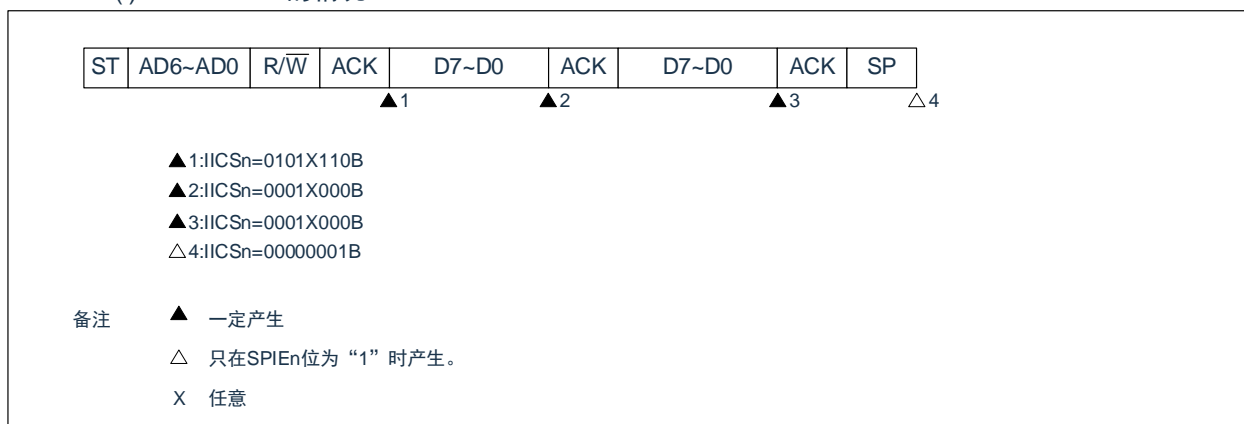 ST AD6~AD0 R/W̅ ACK D7~D0 ACK D7~D0 ACK SP
▲1 ▲2 ▲3 △4
▲1:IICSn=0101X110B
▲2:IICSn=0001X000B
▲3:IICSn=0001X000B
△4:IICSn=00000001B
备注 ▲ 一定产生
△ 只在SPIEn位为“1”时产生。
X 任意